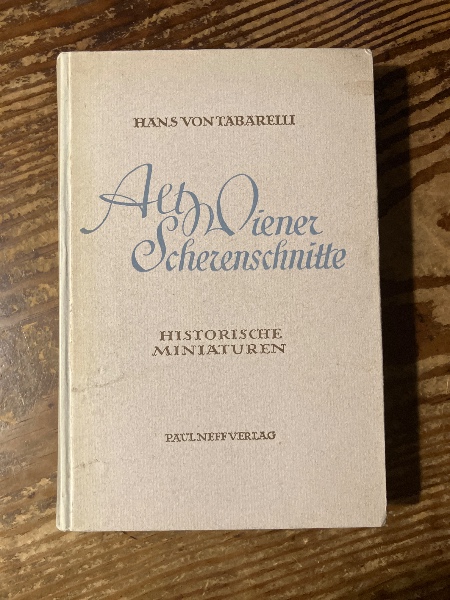 HANS VON TABARELLI
Alt Wiener
Scherenschnitte
HISTORISCHE
MINIATUREN
PAUL NEFF VERLAG